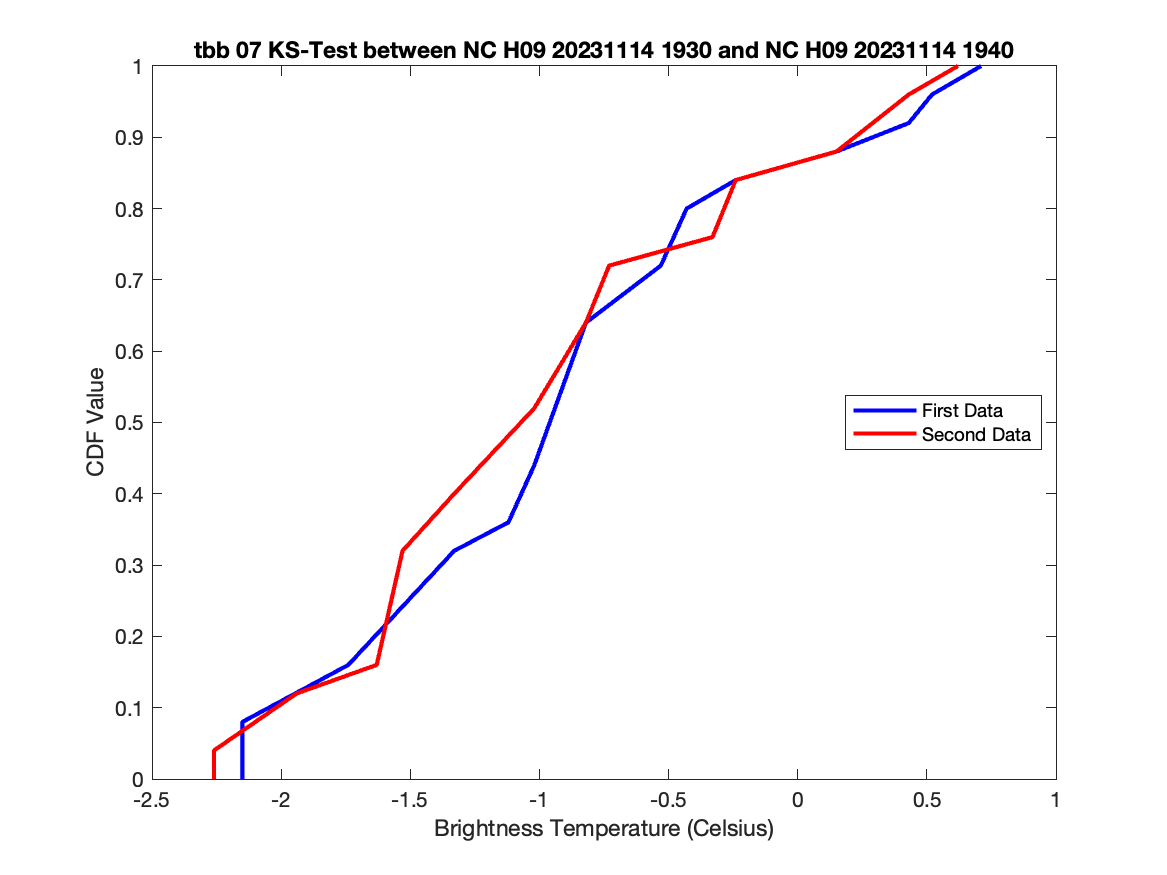 tbb 07 KS-Test between NC H09 20231114 1930 and NC H09 20231114 1940
1
0.9
0.8
0.7
0.6
0.5
0.4
0.3
0.2
0.1
0
CDF Value
First Data
Second Data
-2.5 -2 -1.5 -1 -0.5 0 0.5 1
Brightness Temperature (Celsius)